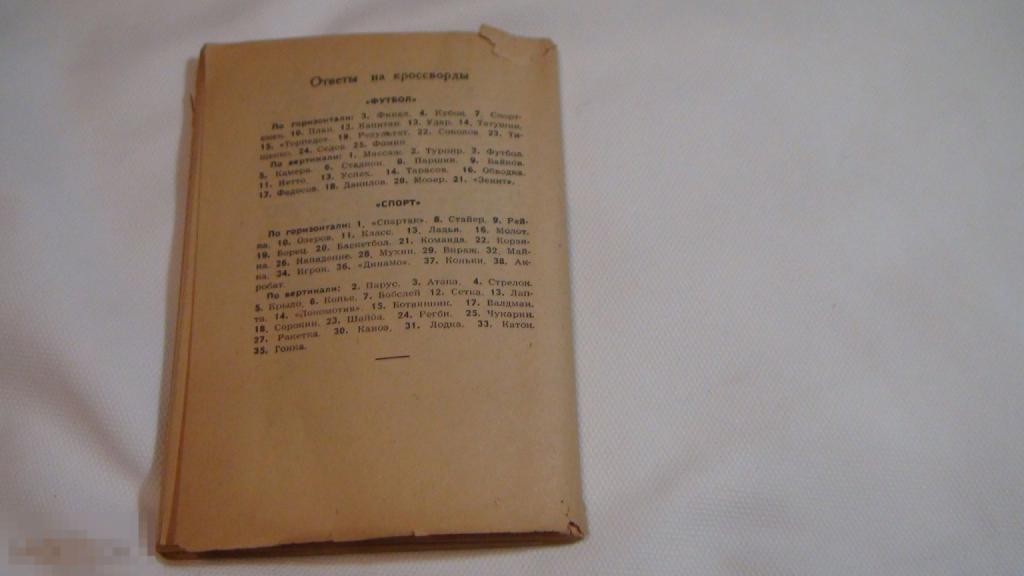 Ответы на кроссворды
«ФУТБОЛ»
По горизонтали: 3. Финал. 4. Кубок. 7. Спорт-
смен. 10. План. 12. Капитан. 13. Удар. 14. Татушин.
15. «Торпедо». 19. Результат. 22. Соколов. 23. Ти-
шенко. 24. Седов. 25. Фомин.
По вертикали: 1. Массаж. 2. Турнир. 3. Футбол.
5. Камера. 6. Стадион. 8. Паршин. 9. Байков.
11. Нетто. 13. Успех. 14. Тарасов. 16. Обводка.
17. Федосов. 18. Данилов. 20. Мозер. 21. «Зенит».
«СПОРТ»
По горизонтали: 1. «Спартак». 8. Стайер. 9. Рей-
на. 10. Озеров. 11. Класс. 13. Ладья. 16. Молот.
19. Борец. 20. Баскетбол. 21. Команда. 22. Корзи-
на. 26. Нападение. 28. Мухин. 29. Вираж. 32. Май-
ка. 34. Игрок. 36. «Динамо». 37. Коньки. 38. Ак-
робат.
По вертикали: 2. Парус. 3. Атака. 4. Стрелок.
5. Крыло. 6. Копье. 7. Бобслей 12. Сетка. 13. Лап-
та. 14. «Локомотив». 15. Ботвинник. 17. Валдман.
18. Сорокин. 23. Шайба. 24. Регби. 25. Чукарин.
27. Ракетка. 30. Каноэ. 31. Лодка. 33. Каток.
35. Гонка.